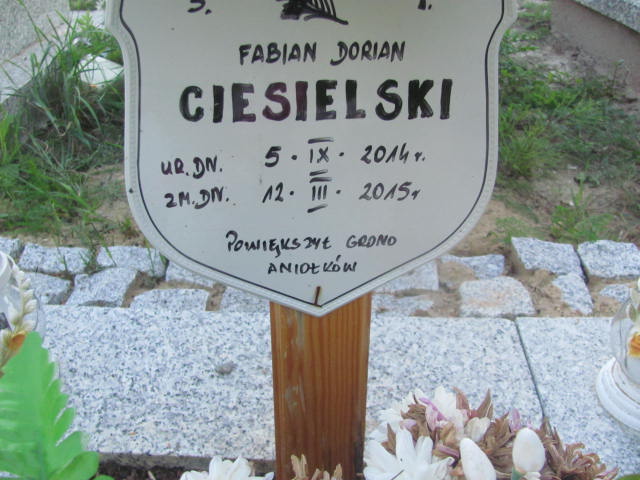 Ś. P.
FABIAN DORIAN
CIESIELSKI
UR. DN. 5 · IX · 2014 r.
ZM. DN. 12 · III · 2015 r
POWIĘKSZYŁ GRONO
ANIOŁKÓW